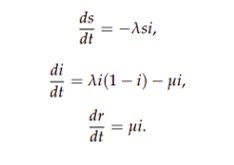 ds/dt = −λsi,
di/dt = λi(1 − i) − μi,
dr/dt = μi.